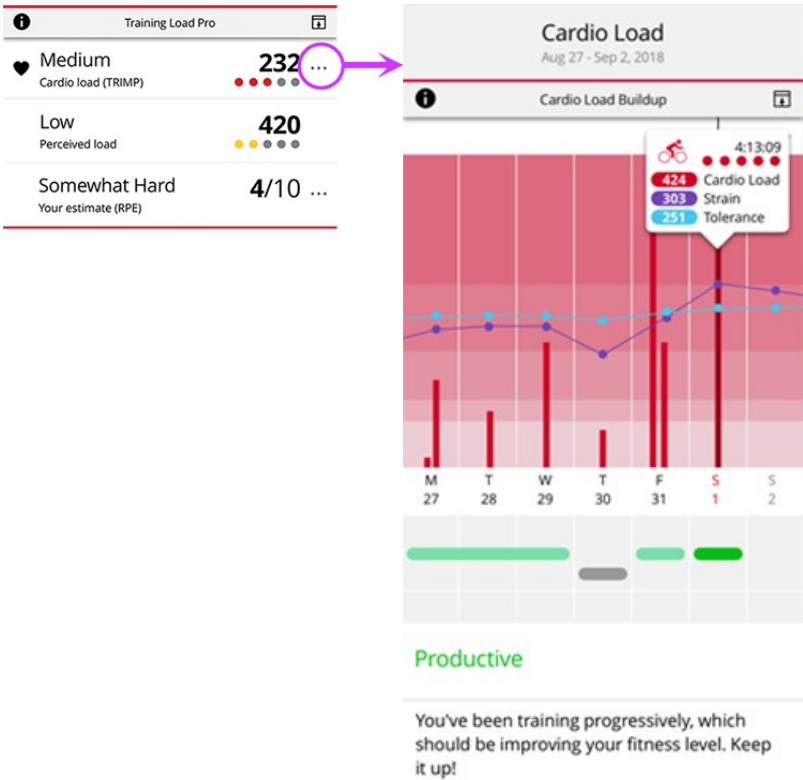 Training Load Pro
Medium 232 ...
Cardio load (TRIMP)
Low 420
Perceived load
Somewhat Hard 4/10 ...
Your estimate (RPE)
Cardio Load
Aug 27 - Sep 2, 2018
Cardio Load Buildup
4:13:09
424 Cardio Load
303 Strain
251 Tolerance
M T W T F S S
27 28 29 30 31 1 2
Productive
You've been training progressively, which
should be improving your fitness level. Keep
it up!